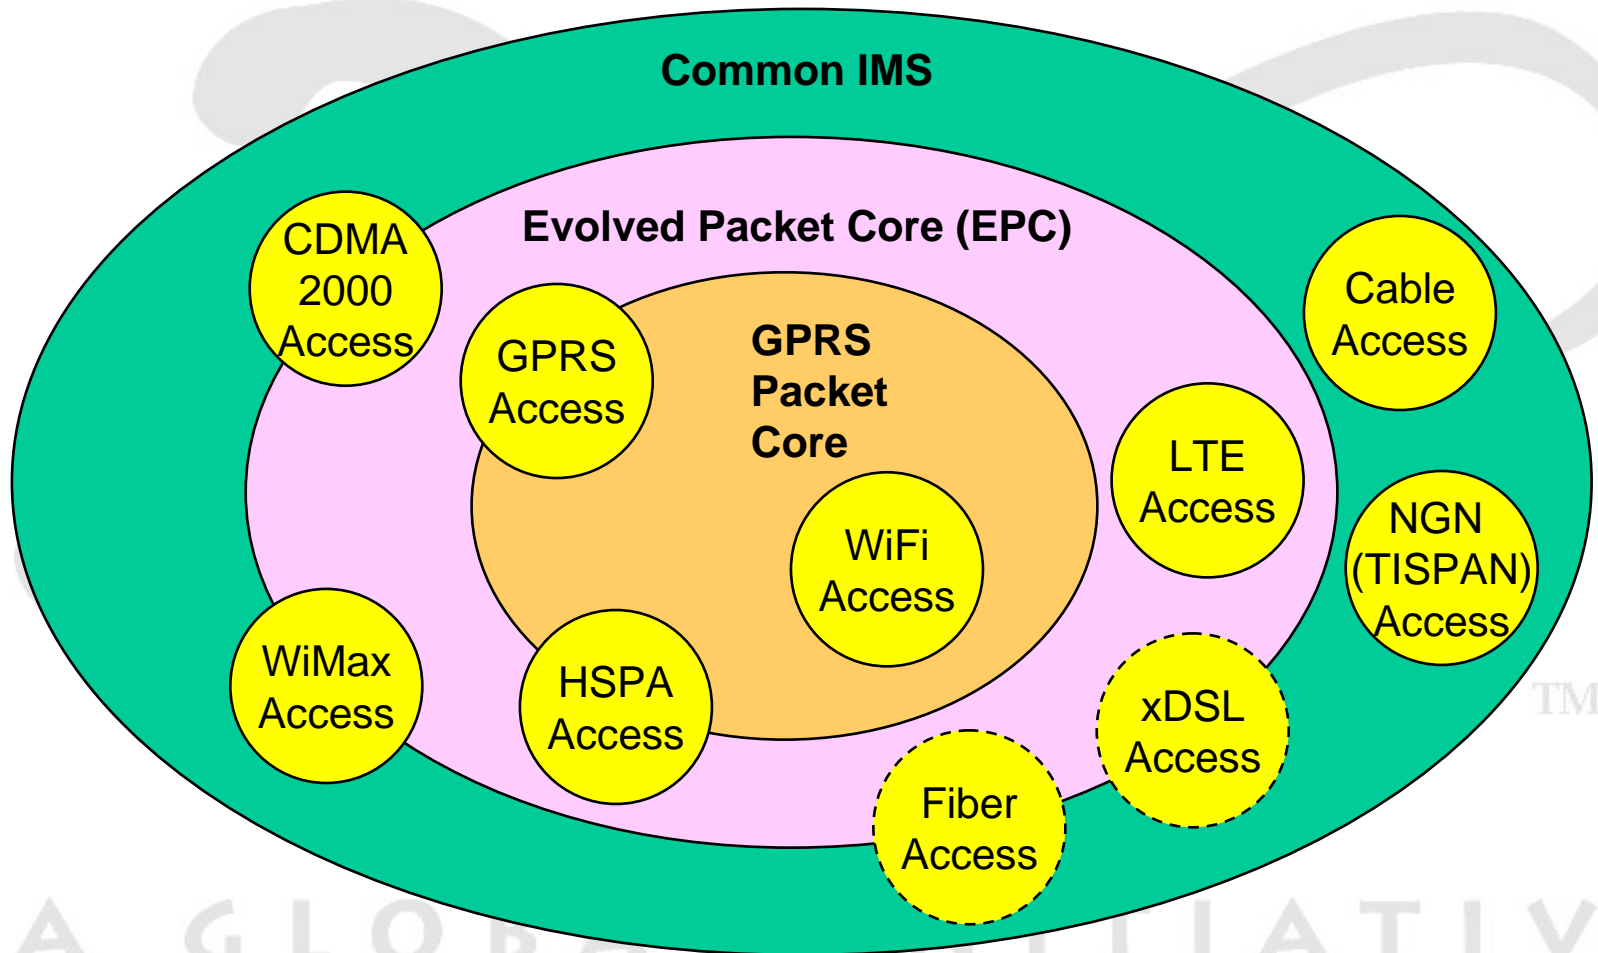 Common IMS
Evolved Packet Core (EPC)
CDMA
2000
Access
GPRS
Access
GPRS
Packet
Core
Cable
Access
LTE
Access
NGN
(TISPAN)
Access
WiFi
Access
WiMax
Access
HSPA
Access
xDSL
Access
Fiber
Access
TM
A GLOBA